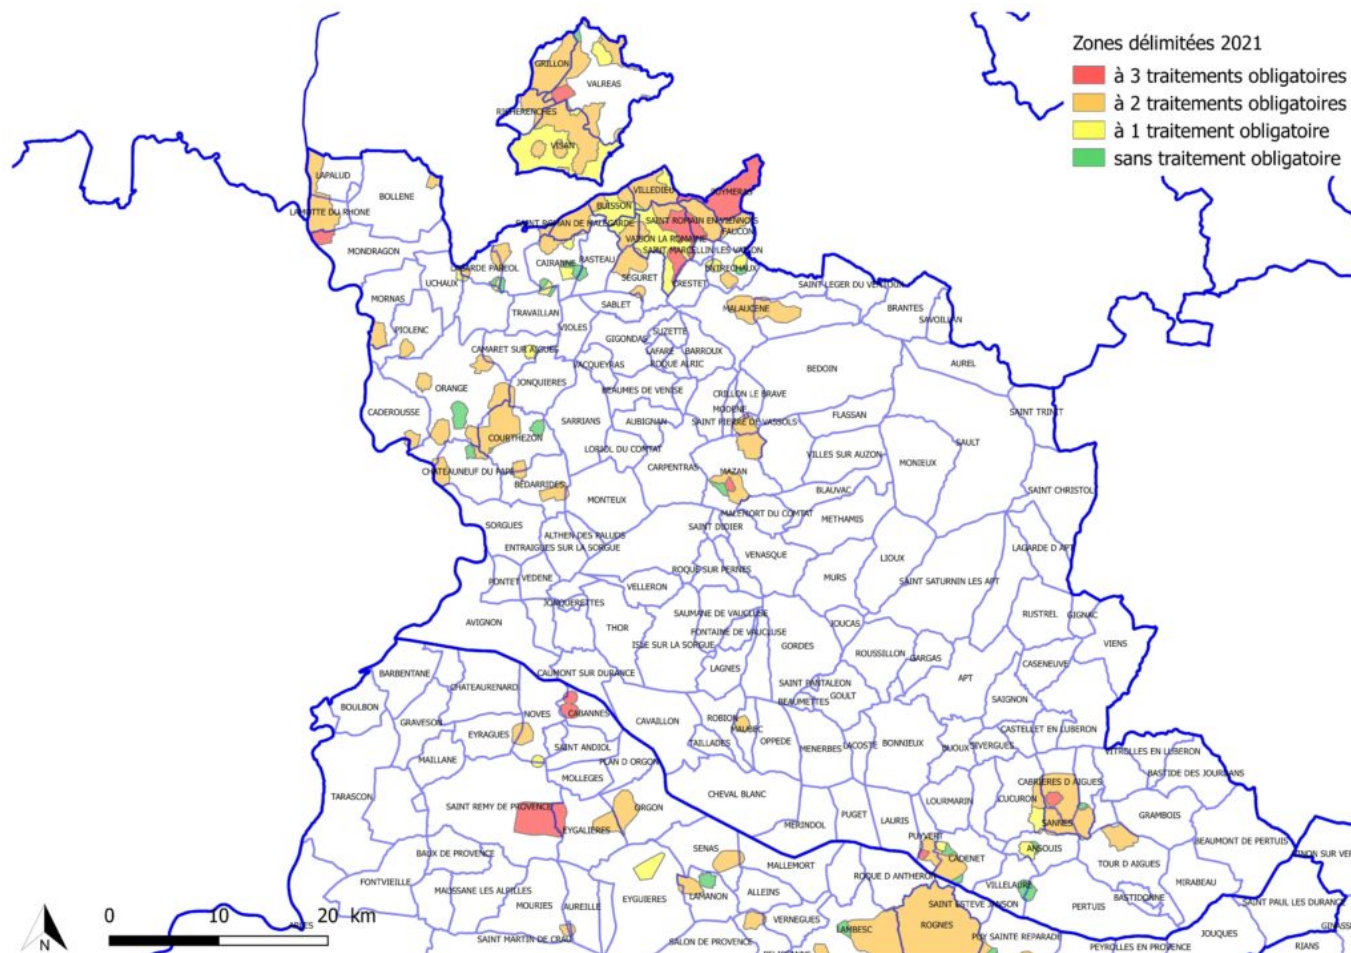 Zones délimitées 2021
à 3 traitements obligatoires
à 2 traitements obligatoires
à 1 traitement obligatoire
sans traitement obligatoire
GRILLON
VALREAS
RICHERENCHES
VISAN
LAPALUD
BOLLENE
LAMOTTE DU RHONE
MONDRAGON
VILLEDIEU
PUYMERAS
BUISSON
SAINT ROMAN DE MALEGARDE
SAINT ROMAIN EN VIENNOIS
FAUCON
VAISON LA ROMAINE
SAINT MARCELLIN LES VAISON
CAIRANNE
RASTEAU
LAGARDE PAREOL
SEGURET
ENTRECHAUX
CRESTET
UCHAUX
SAINT LEGER DU VENTOUX
MORNAS
SABLET
MALAUCENE
BRANTES
TRAVAILLAN
SAVOILLAN
PIOLENC
VIOLES
SUZETTE
GIGONDAS
CAMARET SUR AIGUES
LAFARE
BARROUX
VACQUEYRAS
ROQUE ALRIC
AUREL
BEDOIN
ORANGE
JONQUIERES
BEAUMES DE VENISE
CRILLON LE BRAVE
CADEROUSSE
MODENE
SAINT TRINIT
SARRIANS
AUBIGNAN
SAINT PIERRE DE VASSOLS
FLASSAN
COURTHEZON
SAULT
LORIOL DU COMTAT
VILLES SUR AUZON
MONIEUX
CHATEAUNEUF DU PAPE
CARPENTRAS
MAZAN
BEDARRIDES
BLAUVAC
SAINT CHRISTOL
MONTEUX
MALEMORT DU COMTAT
METHAMIS
SORGUES
SAINT DIDIER
ALTHEN DES PALUDS
ENTRAIGUES SUR LA SORGUE
LAGARDE D APT
VENASQUE
LIOUX
ROQUE SUR PERNES
MURS
SAINT SATURNIN LES APT
PONTET
VEDENE
VELLERON
JONQUERETTES
SAUMANE DE VAUCLUSE
RUSTREL
GIGNAC
AVIGNON
THOR
FONTAINE DE VAUCLUSE
JOUCAS
ISLE SUR LA SORGUE
GORDES
VIENS
ROUSSILLON
GARGAS
LAGNES
CASENEUVE
BARBENTANE
CAUMONT SUR DURANCE
APT
CHATEAURENARD
SAINT PANTALEON
GOULT
BEAUMETTES
SAIGNON
BOULBON
NOVES
CABANNES
GRAVESON
CAVAILLON
ROBION
MAUBEC
EYRAGUES
OPPEDE
TAILLADES
MENERBES
LACOSTE
BONNIEUX
BUOUX
SIVERGUES
CASTELLET EN LUBERON
SAINT ANDIOL
VITROLLES EN LUBERON
MAILLANE
PLAN D ORGON
MOLLEGES
BASTIDE DES JOURDANS
TARASCON
CHEVAL BLANC
CABRIERES D AIGUES
CUCURON
SAINT REMY DE PROVENCE
ORGON
LOURMARIN
GRAMBOIS
PUGET
LAURIS
MERINDOL
SANNES
EYGALIERES
PUYVERT
BEAUMONT DE PERTUIS
SENAS
ANSOUIS
BAUX DE PROVENCE
MALLEMORT
CADENET
TOUR D AIGUES
ROQUE D ANTHERON
FONTVIEILLE
MAUSSANE LES ALPILLES
VILLELAURE
MIRABEAU
EYGUIERES
LAMANON
ALLEINS
BASTIDONNE
MOURIES
AUREILLE
SAINT ESTEVE JANSON
PERTUIS
SAINT PAUL LES DURANC
0 10 20 km
VERNEGUES
ROGNES
LAMBESC
N
SAINT MARTIN DE CRAU
SALON DE PROVENCE
PUY SAINTE REPARADE
JOUQUES
PEYROLLES EN PROVENCE
RIANS